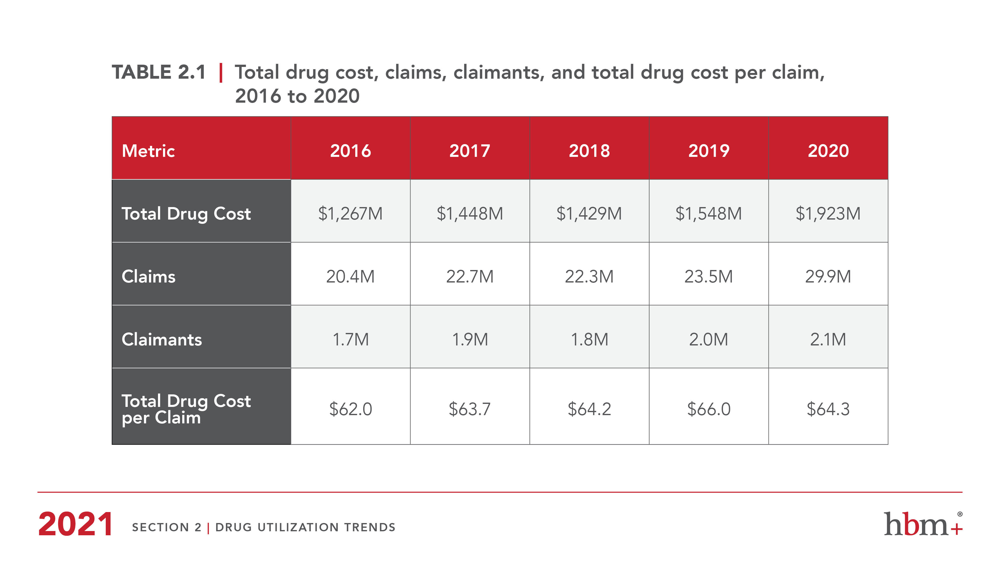 TABLE 2.1 | Total drug cost, claims, claimants, and total drug cost per claim,
2016 to 2020
Metric 2016 2017 2018 2019 2020
Total Drug Cost $1,267M $1,448M $1,429M $1,548M $1,923M
Claims 20.4M 22.7M 22.3M 23.5M 29.9M
Claimants 1.7M 1.9M 1.8M 2.0M 2.1M
Total Drug Cost
per Claim $62.0 $63.7 $64.2 $66.0 $64.3
2021 SECTION 2 | DRUG UTILIZATION TRENDS
hbm+®